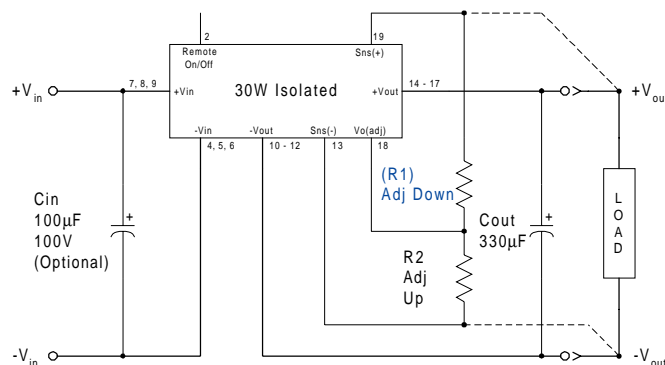 2
19
Remote
On/Off
Sns(+)
+Vin
7, 8, 9
+Vin
30W Isolated
+Vout
14 - 17
+Vou
-Vin
-Vout
Sns(-)
Vo(adj)
4, 5, 6
10 - 12
13
18
(R1)
Adj Down
Cin
100µF
100V
(Optional)
+
R2
Adj
Up
Cout
330µF
+
LOAD
-Vin
-Vout